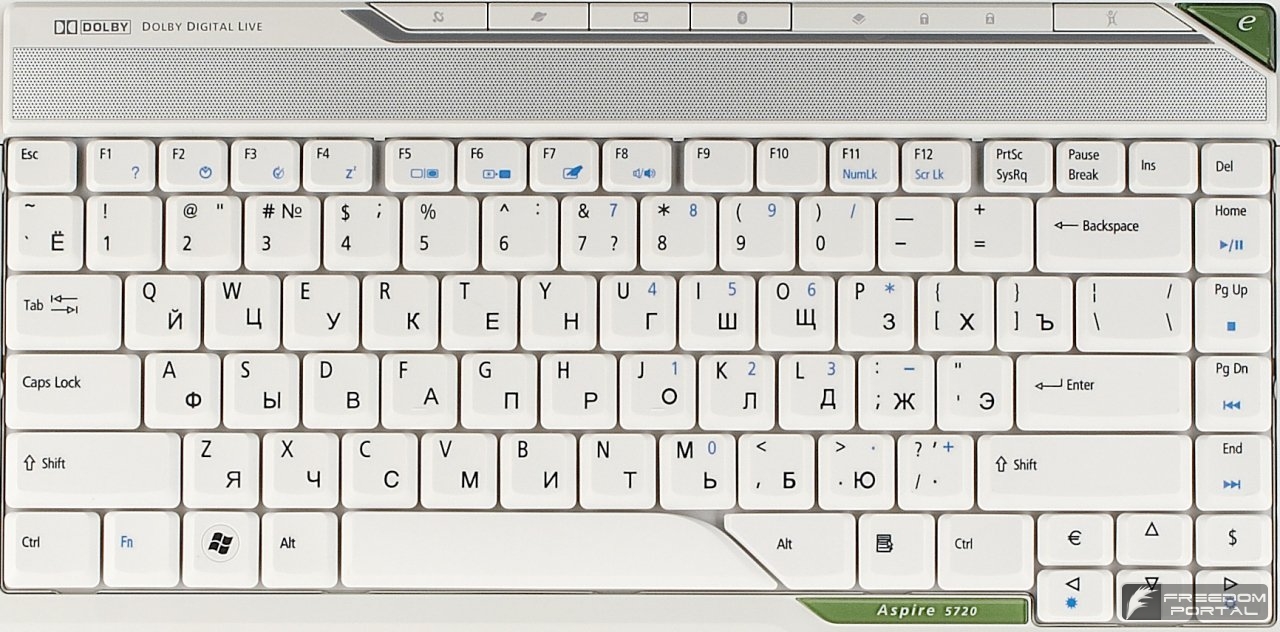 DOLBY DIGITAL LIVE
e
Esc F1 ? F2 F3 F4 Zz F5 F6 F7 F8 F9 F10 F11 NumLk F12 Scr Lk PrtSc SysRq Pause Break Ins Del
~ ` Ё ! 1 @ " 2 # № 3 $ ; 4 % 5 ^ : 6 & 7 7 ? * 8 8 ( 9 9 ) / 0 — – + = Backspace Home
Tab Q Й W Ц E У R К T Е Y Н U 4 Г I 5 Ш O 6 Щ P * З { [ Х } ] Ъ ¦ / \ \ Pg Up
Caps Lock A Ф S Ы D В F А G П H Р J 1 О K 2 Л L 3 Д : – ; Ж " ' Э Enter Pg Dn
Shift Z Я X Ч C С V М B И N Т M 0 Ь < , Б > . . Ю ? ′ + / . Shift End
Ctrl Fn Alt Alt Ctrl € $
Aspire 5720
FREEDOM
PORTAL